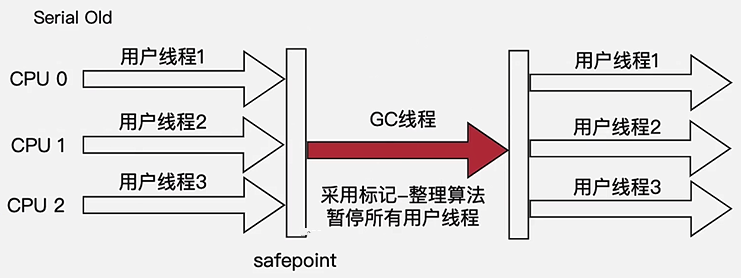 Serial Old
CPU 0
用户线程1
用户线程1
CPU 1
用户线程2
GC线程
用户线程2
CPU 2
用户线程3
采用标记-整理算法
暂停所有用户线程
用户线程3
safepoint